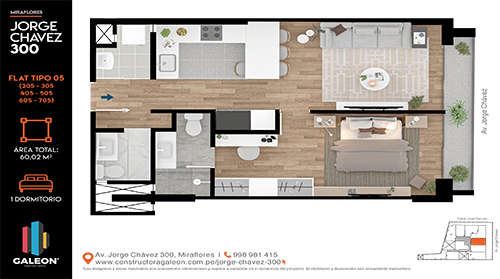 MIRAFLORES
JORGE
CHAVEZ
300
FLAT TIPO 05
(205 - 305
405 - 505
605 - 705)
ÁREA TOTAL:
60,02 M²
1 DORMITORIO
GALEON
Av. Jorge Chávez
Av. Jorge Chávez 300, Miraflores | 998 981 415
www.constructoragaleon.com.pe/jorge-chavez-300